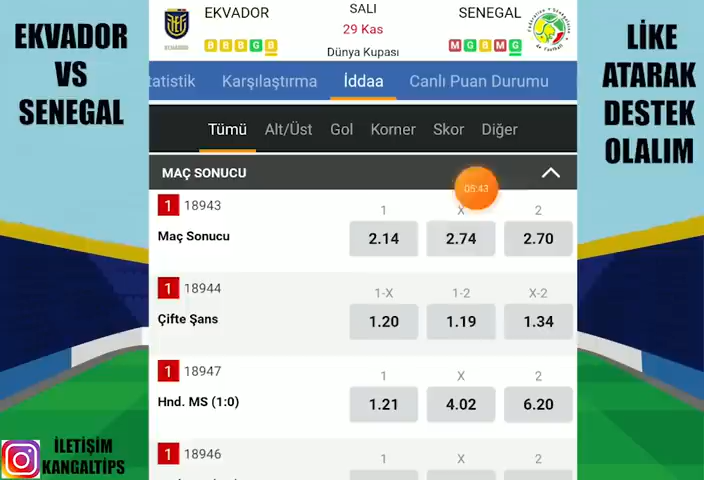 EKVADOR
VS
SENEGAL
EKVADOR
SALI
29 Kas
Dünya Kupası
SENEGAL
B B B G B
M G B M G
LİKE
ATARAK
DESTEK
OLALIM
tatistik Karşılaştırma İddaa Canlı Puan Durumu
Tümü Alt/Üst Gol Korner Skor Diğer
MAÇ SONUCU
05:43
1 18943 1 X 2
Maç Sonucu 2.14 2.74 2.70
1 18944 1-X 1-2 X-2
Çifte Şans 1.20 1.19 1.34
1 18947 1 X 2
Hnd. MS (1:0) 1.21 4.02 6.20
1 18946 1 X 2
İLETİŞİM
KANGALTİPS